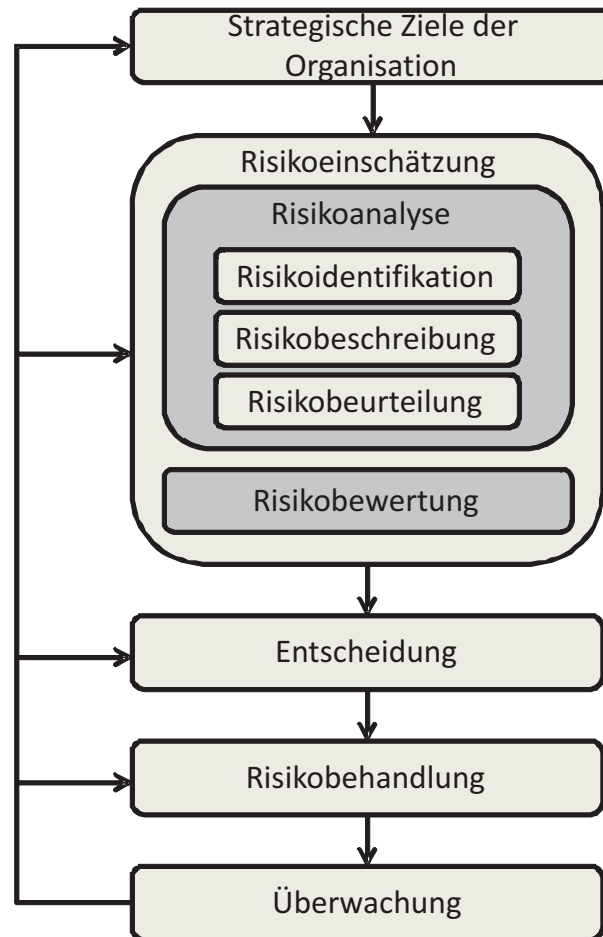 Strategische Ziele der
Organisation
Risikoeinschätzung
Risikoanalyse
Risikoidentifikation
Risikobeschreibung
Risikobeurteilung
Risikobewertung
Entscheidung
Risikobehandlung
Überwachung